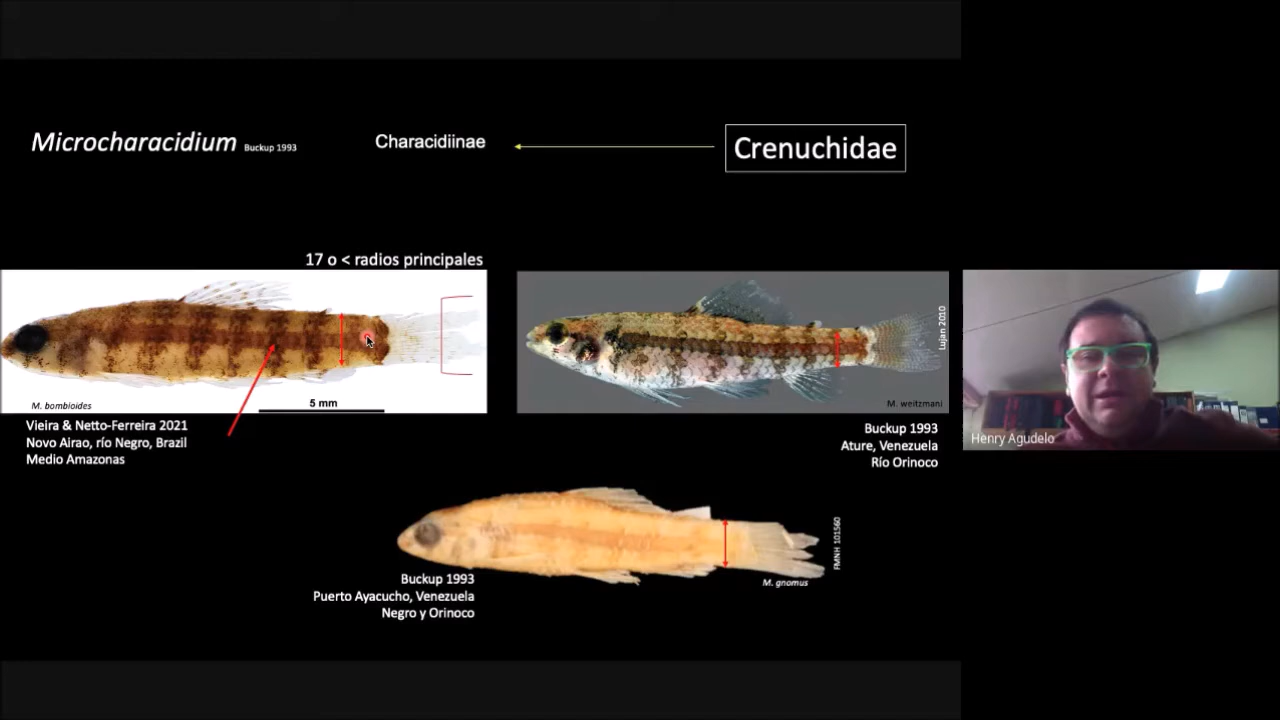 Microcharacidium Buckup 1993
Characidiinae
Crenuchidae
17 o < radios principales
5 mm
M. bombioides
Vieira & Netto-Ferreira 2021
Novo Airao, río Negro, Brazil
Medio Amazonas
Lujan 2010
M. weitzmani
Buckup 1993
Ature, Venezuela
Río Orinoco
Henry Agudelo
FMNH 101560
M. gnomus
Buckup 1993
Puerto Ayacucho, Venezuela
Negro y Orinoco